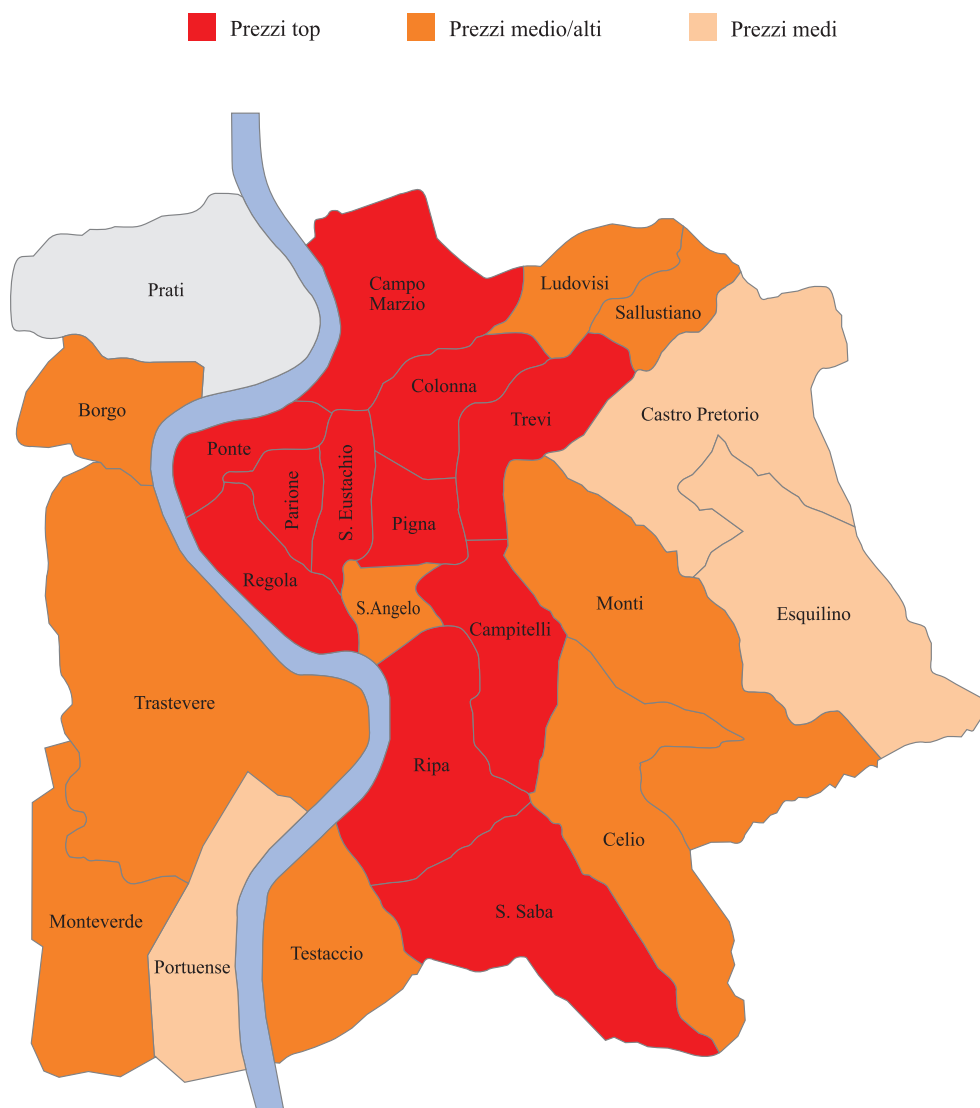 Prezzi top
Prezzi medio/alti
Prezzi medi
Prati
Campo
Marzio
Ludovisi
Sallustiano
Borgo
Colonna
Trevi
Castro Pretorio
Ponte
Parione
S. Eustachio
Pigna
Regola
S.Angelo
Campitelli
Monti
Esquilino
Trastevere
Ripa
Celio
Monteverde
Portuense
Testaccio
S. Saba